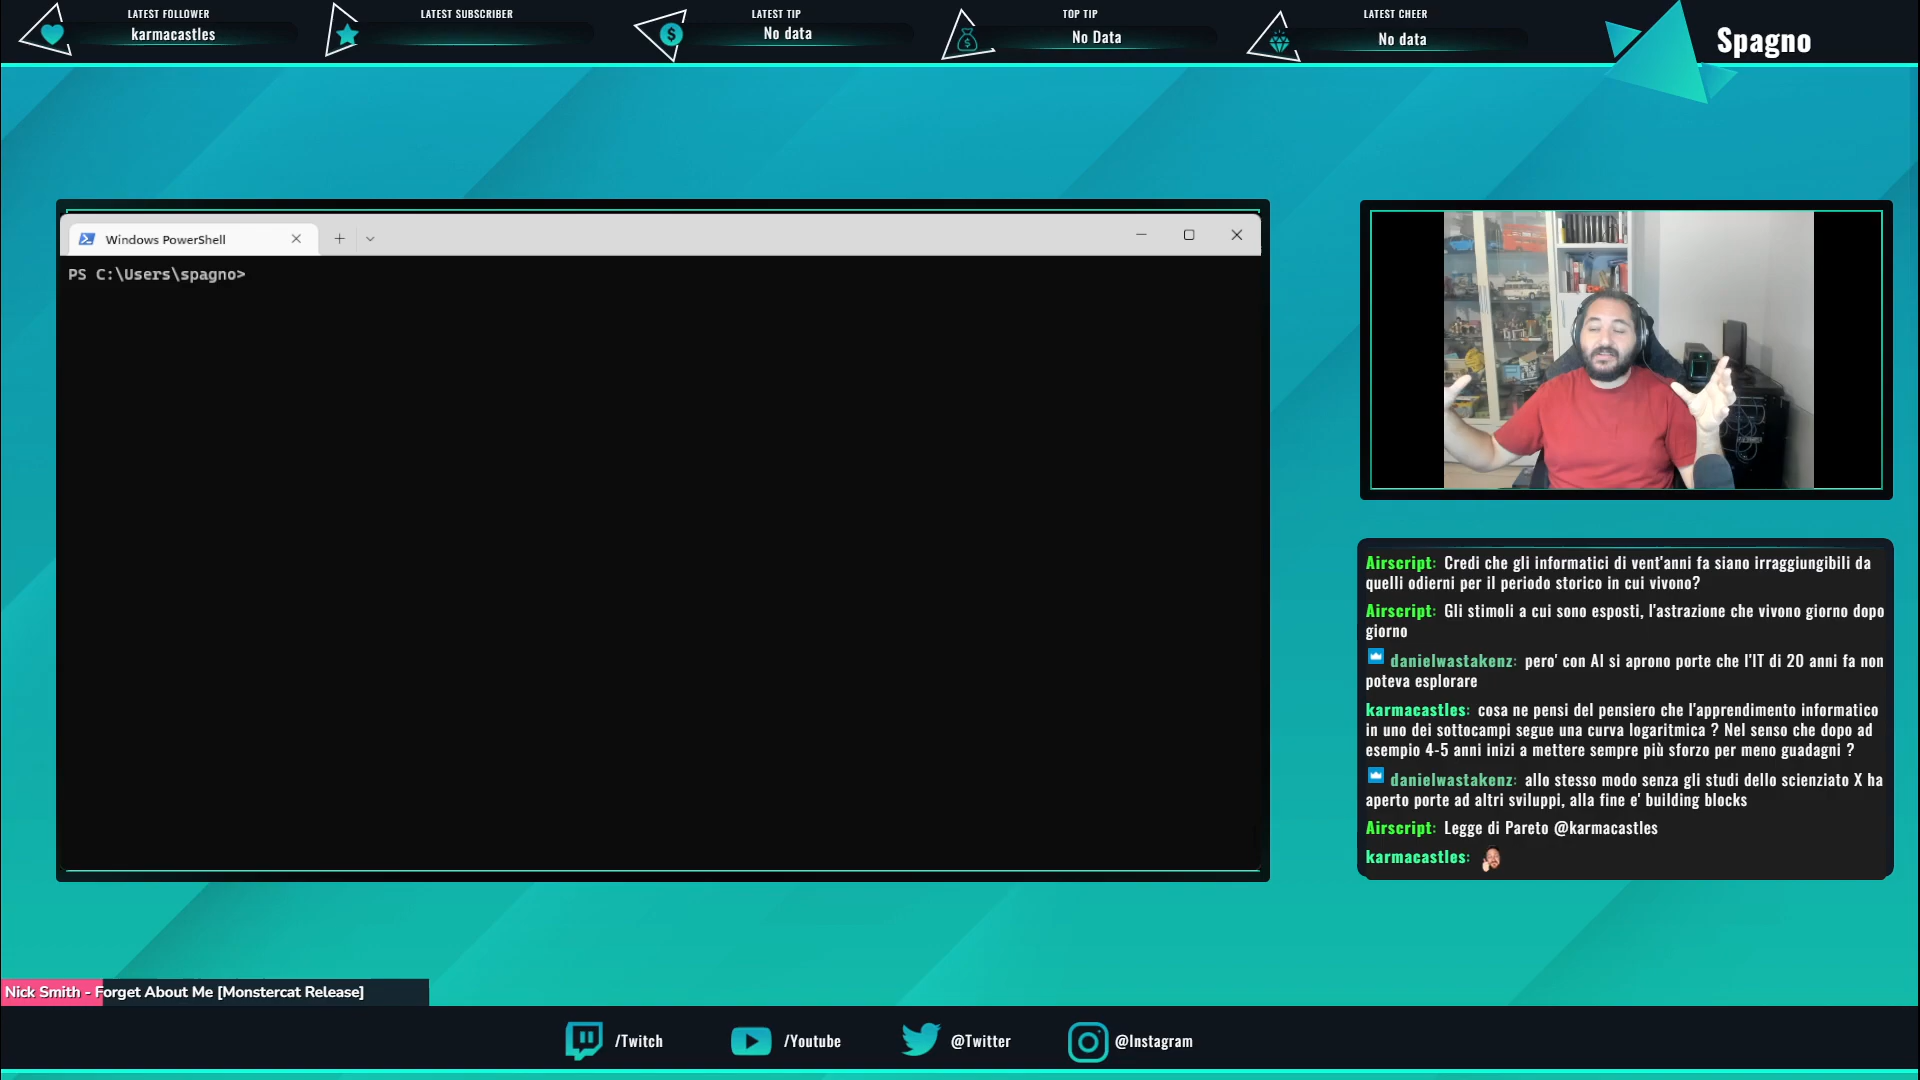 LATEST FOLLOWER
karmacastles
LATEST SUBSCRIBER
LATEST TIP
No data
TOP TIP
No Data
LATEST CHEER
No data
Spagno
Windows PowerShell
PS C:\Users\spagno>
Airscript: Credi che gli informatici di vent'anni fa siano irraggiungibili da
quelli odierni per il periodo storico in cui vivono?
Airscript: Gli stimoli a cui sono esposti, l'astrazione che vivono giorno dopo
giorno
danielwastakenz: pero' con AI si aprono porte che l'IT di 20 anni fa non
poteva esplorare
karmacastles: cosa ne pensi del pensiero che l'apprendimento informatico
in uno dei sottocampi segue una curva logaritmica ? Nel senso che dopo ad
esempio 4-5 anni inizi a mettere sempre più sforzo per meno guadagni ?
danielwastakenz: allo stesso modo senza gli studi dello scienziato X ha
aperto porte ad altri sviluppi, alla fine e' building blocks
Airscript: Legge di Pareto @karmacastles
karmacastles:
Nick Smith - Forget About Me [Monstercat Release]
/Twitch
/Youtube
@Twitter
@Instagram